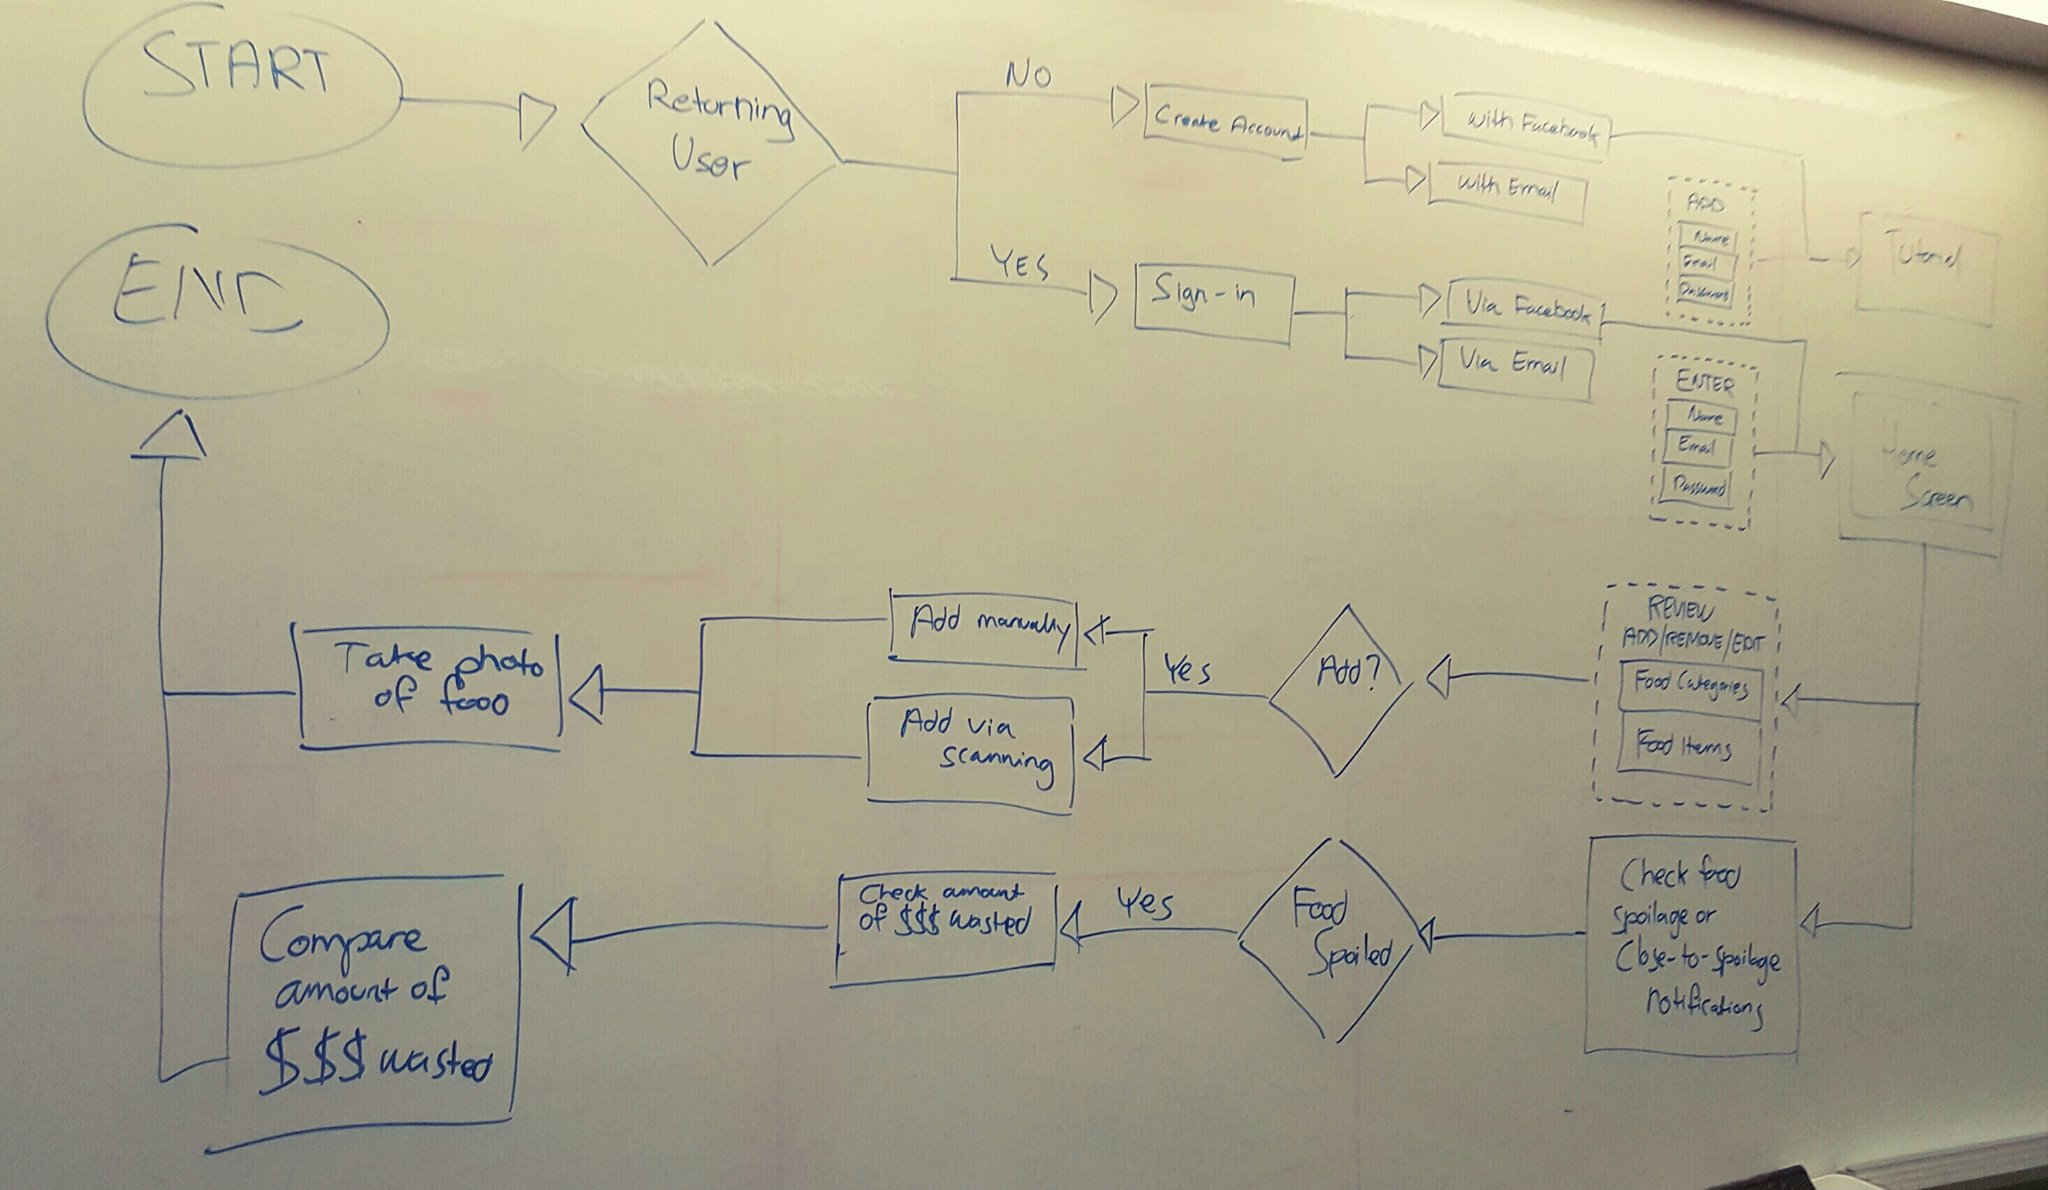 START
Returning
User
NO
Create Account
with Facebook
with Email
ADD
Name
Email
Password
Tutorial
YES
Sign-in
Via Facebook
Via Email
ENTER
Name
Email
Password
Home
Screen
END
REVIEW
ADD/REMOVE/EDIT
Food Categories
Food Items
Add?
Yes
Add manually
Add via
scanning
Take photo
of food
Check food
spoilage or
Close-to-spoilage
notifications
Food
Spoiled
Yes
Check amount
of $$$ wasted
Compare
amount of
$$$ wasted